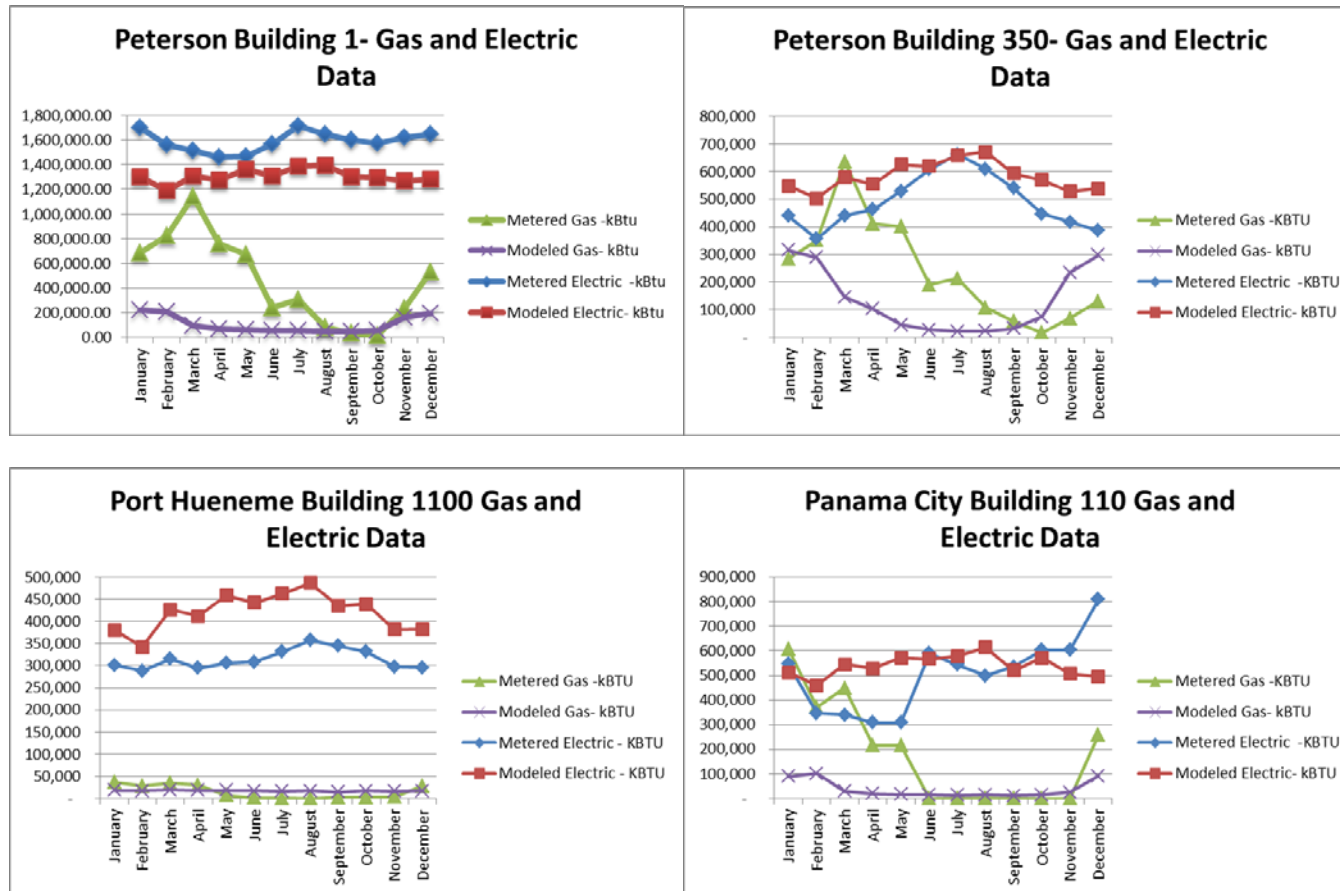 Peterson Building 1- Gas and Electric
Data
1,800,000.00
1,600,000.00
1,400,000.00
1,200,000.00
1,000,000.00
800,000.00
600,000.00
400,000.00
200,000.00
0.00
January
February
March
April
May
June
July
August
September
October
November
December
Metered Gas -kBtu
Modeled Gas- kBtu
Metered Electric -kBtu
Modeled Electric- kBtu
Peterson Building 350- Gas and Electric
Data
800,000
700,000
600,000
500,000
400,000
300,000
200,000
100,000
-
January
February
March
April
May
June
July
August
September
October
November
December
Metered Gas -KBTU
Modeled Gas- kBTU
Metered Electric -KBTU
Modeled Electric- kBTU
Port Hueneme Building 1100 Gas and
Electric Data
500,000
450,000
400,000
350,000
300,000
250,000
200,000
150,000
100,000
50,000
-
January
February
March
April
May
June
July
August
September
October
November
December
Metered Gas -KBTU
Modeled Gas- kBTU
Metered Electric - KBTU
Modeled Electric - KBTU
Panama City Building 110 Gas and
Electric Data
900,000
800,000
700,000
600,000
500,000
400,000
300,000
200,000
100,000
-
January
February
March
April
May
June
July
August
September
October
November
December
Metered Gas -KBTU
Modeled Gas- kBTU
Metered Electric -KBTU
Modeled Electric- kBTU